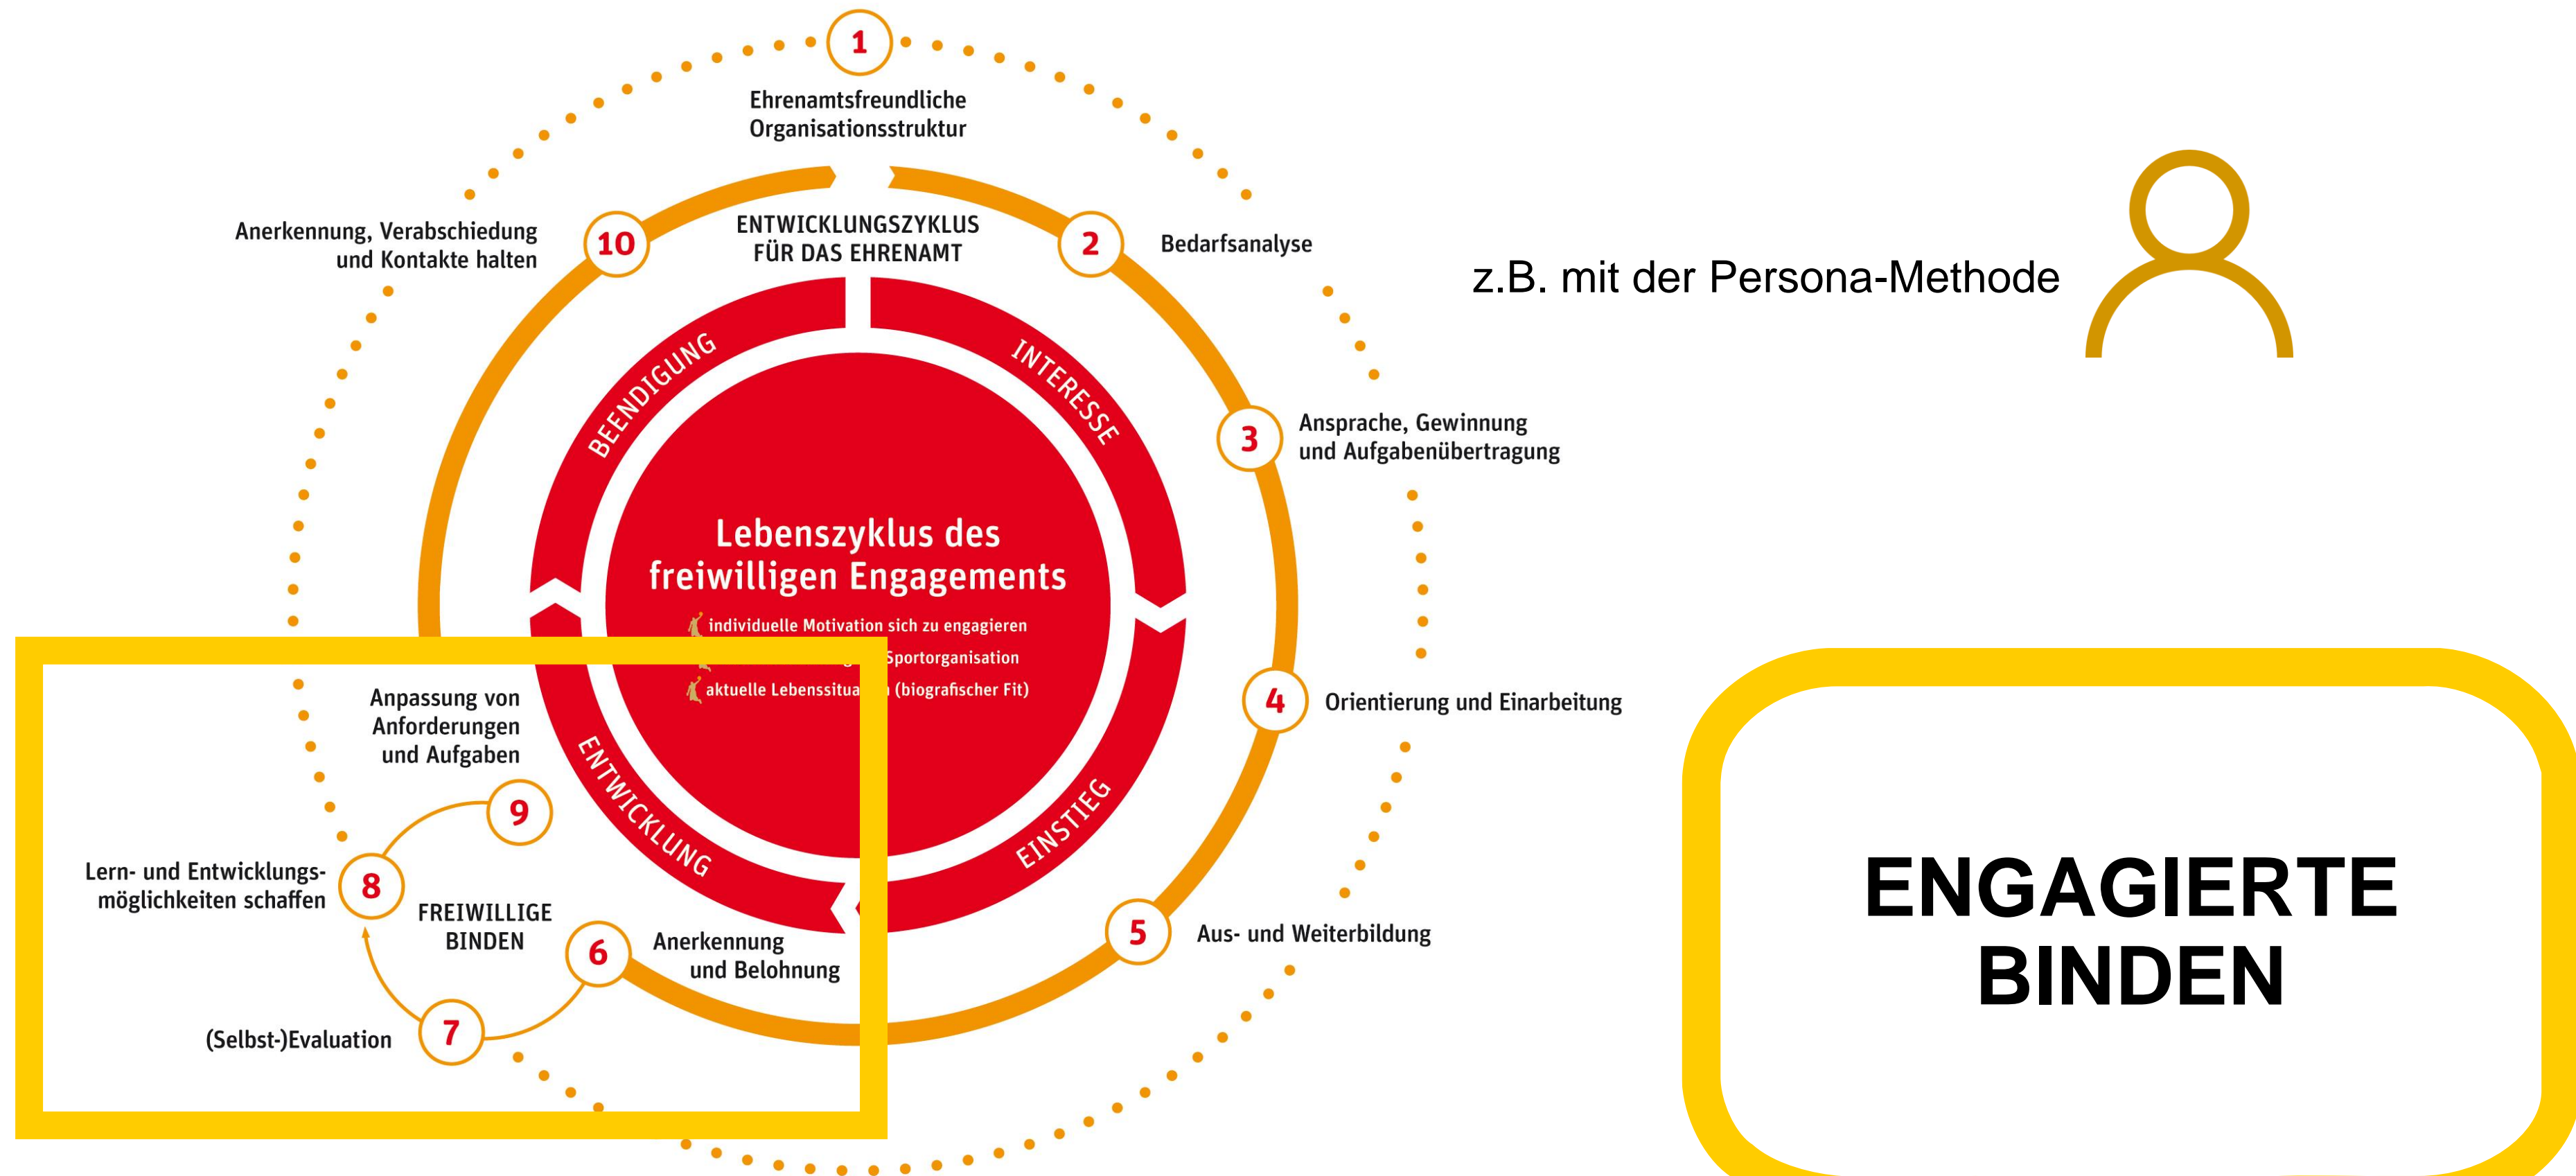 1
Ehrenamtsfreundliche
Organisationsstruktur
ENTWICKLUNGSZYKLUS
FÜR DAS EHRENAMT
2
Bedarfsanalyse
z.B. mit der Persona-Methode
3
Ansprache, Gewinnung
und Aufgabenübertragung
4
Orientierung und Einarbeitung
5
Aus- und Weiterbildung
6
Anerkennung
und Belohnung
7
(Selbst-)Evaluation
8
Lern- und Entwicklungs-
möglichkeiten schaffen
FREIWILLIGE
BINDEN
9
Anpassung von
Anforderungen
und Aufgaben
10
Anerkennung, Verabschiedung
und Kontakte halten
INTERESSE
EINSTIEG
ENTWICKLUNG
BEENDIGUNG
Lebenszyklus des
freiwilligen Engagements
individuelle Motivation sich zu engagieren
Sportorganisation
aktuelle (biografischer Fit)
ENGAGIERTE
BINDEN